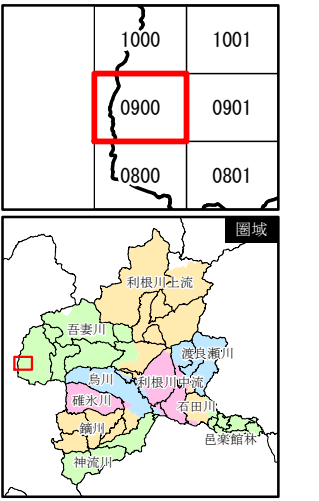 1000 1001
0900 0901
0800 0801
圏域
利根川上流
吾妻川
渡良瀬川
烏川 利根川中流
碓氷川
石田川
鏑川
邑楽館林
神流川